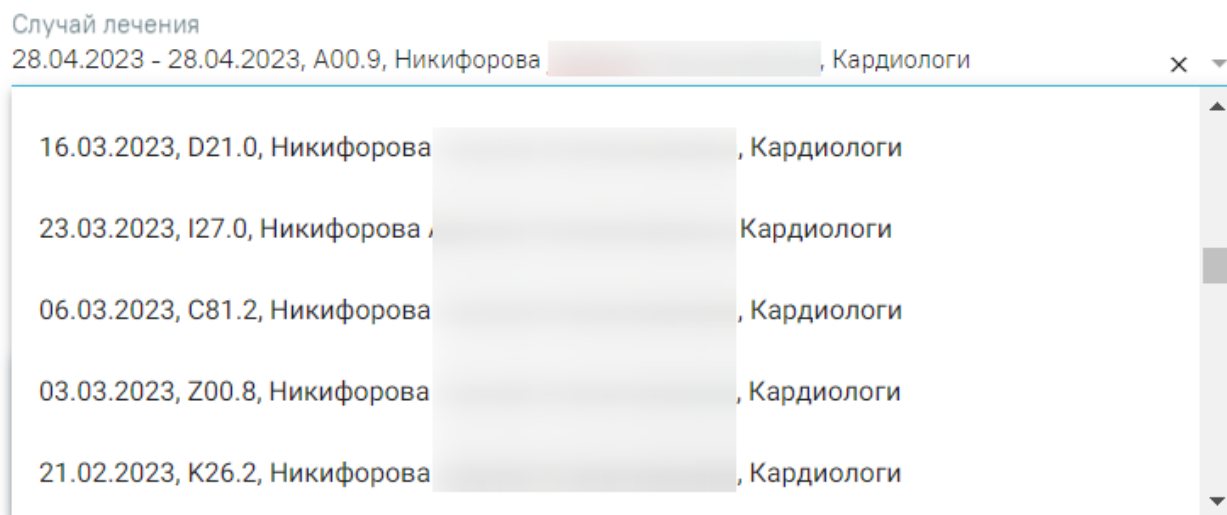 Случай лечения
28.04.2023 - 28.04.2023, A00.9, Никифорова , Кардиологи
16.03.2023, D21.0, Никифорова , Кардиологи
23.03.2023, I27.0, Никифорова Кардиологи
06.03.2023, C81.2, Никифорова , Кардиологи
03.03.2023, Z00.8, Никифорова , Кардиологи
21.02.2023, K26.2, Никифорова , Кардиологи